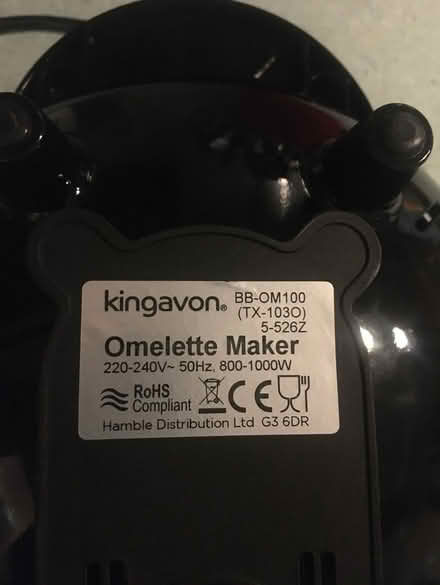 kingavon® BB-OM100
(TX-103O)
5-526Z
Omelette Maker
220-240V~ 50Hz, 800-1000W
RoHS
Compliant
CE
Hamble Distribution Ltd G3 6DR